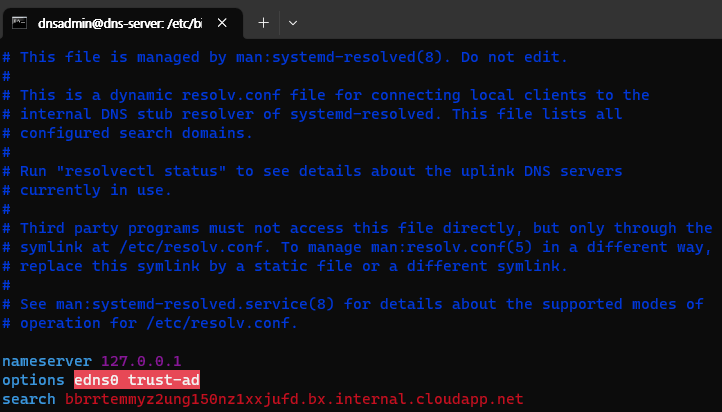 dnsadmin@dns-server: /etc/bi
# This file is managed by man:systemd-resolved(8). Do not edit.
#
# This is a dynamic resolv.conf file for connecting local clients to the
# internal DNS stub resolver of systemd-resolved. This file lists all
# configured search domains.
#
# Run "resolvectl status" to see details about the uplink DNS servers
# currently in use.
#
# Third party programs must not access this file directly, but only through the
# symlink at /etc/resolv.conf. To manage man:resolv.conf(5) in a different way,
# replace this symlink by a static file or a different symlink.
#
# See man:systemd-resolved.service(8) for details about the supported modes of
# operation for /etc/resolv.conf.
nameserver 127.0.0.1
options edns0 trust-ad
search bbrrtemmyz2ung150nz1xxjufd.bx.internal.cloudapp.net